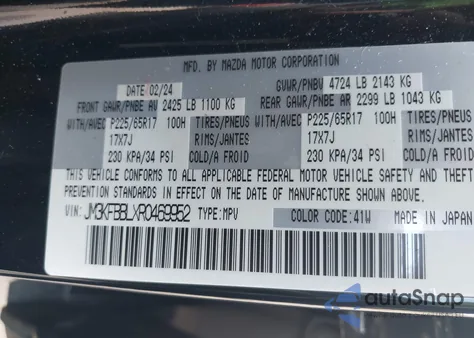 MFD. BY MAZDA MOTOR CORPORATION
DATE 02/24 GVWR/PNBV 4724 LB 2143 KG
FRONT GAWR/PNBE AV 2425 LB 1100 KG REAR GAWR/PNBE AR 2299 LB 1043 KG
WITH/AVEC P225/65R17 100H TIRES/PNEUS WITH/AVEC P225/65R17 100H TIRES/PNEUS
17X7J RIMS/JANTES 17X7J RIMS/JANTES
230 KPA/34 PSI COLD/A FROID 230 KPA/34 PSI COLD/A FROID
THIS VEHICLE CONFORMS TO ALL APPLICABLE FEDERAL MOTOR VEHICLE SAFETY AND THEFT
PREVENTION STANDARDS IN EFFECT ON THE DATE OF MANUFACTURE SHOWN ABOVE.
VIN: JM3KFBBLXR0469952 TYPE: MPV COLOR CODE: 41W MADE IN JAPAN
autoSnap